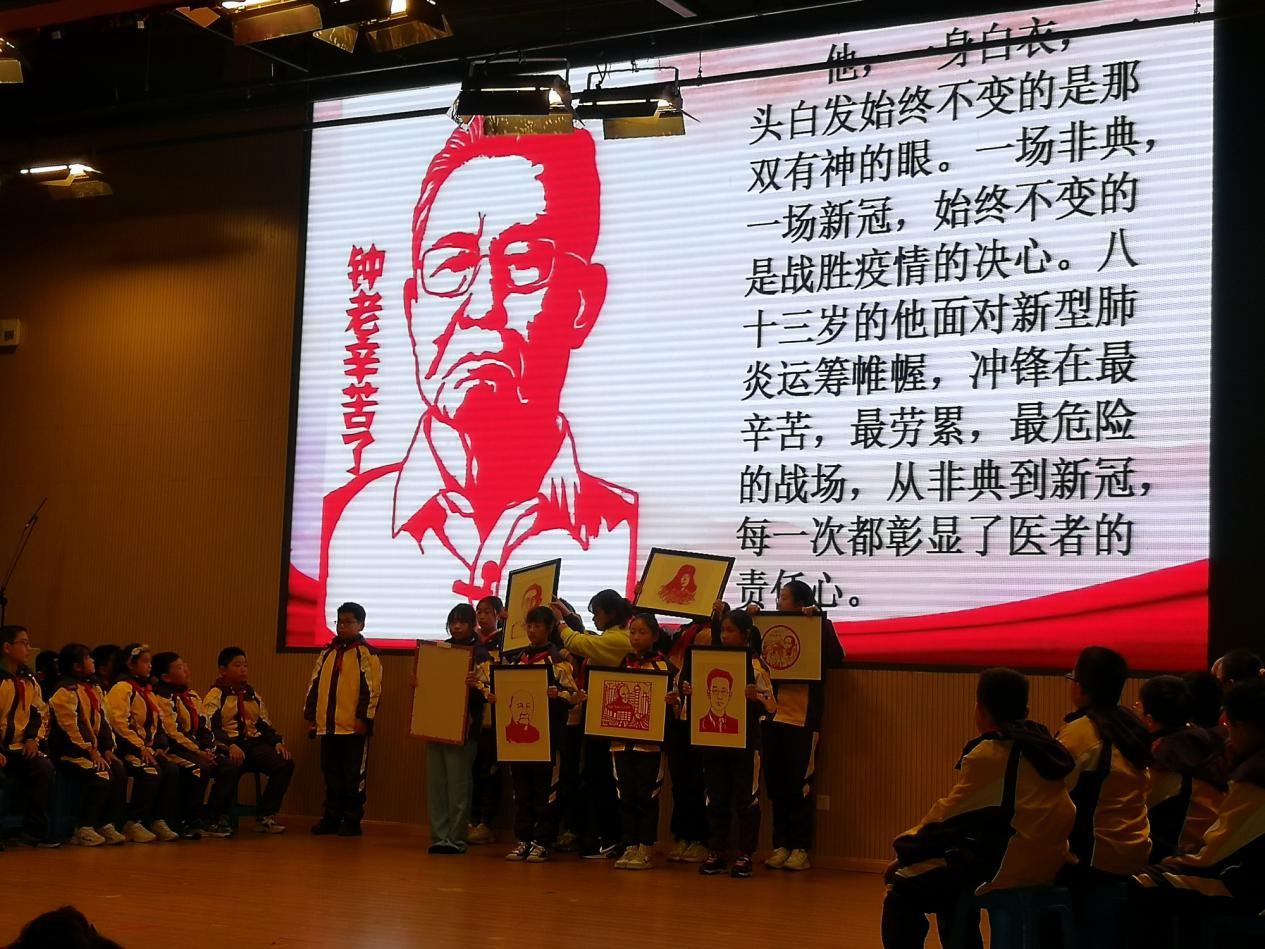 钟老辛苦了
他，一身白衣，一
头白发始终不变的是那
双有神的眼。一场非典，
一场新冠，始终不变的
是战胜疫情的决心。八
十三岁的他面对新型肺
炎运筹帷幄，冲锋在最
辛苦，最劳累，最危险
的战场，从非典到新冠，
每一次都彰显了医者的
责任心。